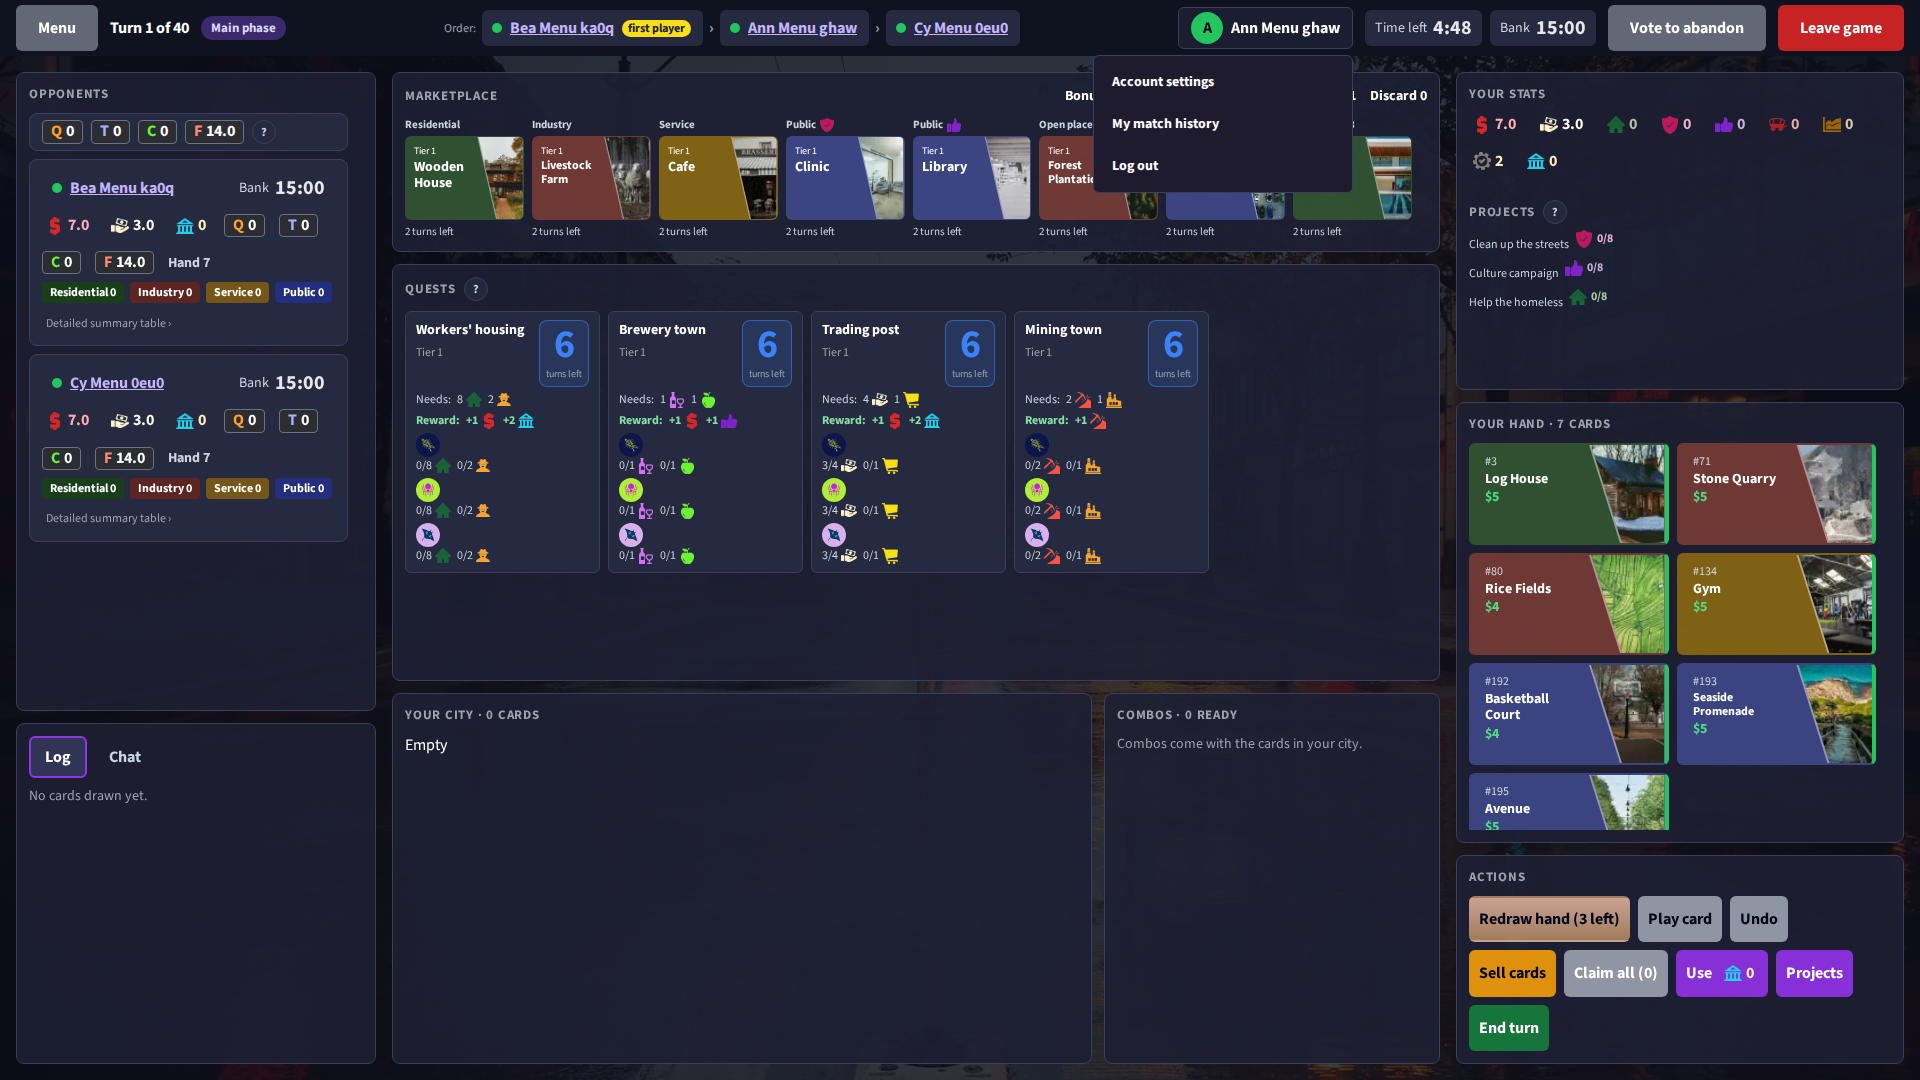 Menu
Turn 1 of 40
Main phase
Order:
Bea Menu ka0q
first player
›
Ann Menu ghaw
›
Cy Menu 0eu0
A
Ann Menu ghaw
Time left 4:48
Bank 15:00
Vote to abandon
Leave game
Account settings
My match history
Log out
OPPONENTS
Q 0
T 0
C 0
F 14.0
?
Bea Menu ka0q
Bank 15:00
7.0
3.0
0
Q 0
T 0
C 0
F 14.0
Hand 7
Residential 0
Industry 0
Service 0
Public 0
Detailed summary table ›
Cy Menu 0eu0
Bank 15:00
7.0
3.0
0
Q 0
T 0
C 0
F 14.0
Hand 7
Residential 0
Industry 0
Service 0
Public 0
Detailed summary table ›
Log
Chat
No cards drawn yet.
MARKETPLACE
Discard 0
Residential
Tier 1
Wooden
House
2 turns left
Industry
Tier 1
Livestock
Farm
2 turns left
Service
Tier 1
Cafe
BRASSERI
2 turns left
Public
Tier 1
Clinic
2 turns left
Public
Tier 1
Library
2 turns left
Open place
Tier 1
Forest
2 turns left
2 turns left
2 turns left
QUESTS
?
Workers' housing
Tier 1
6
turns left
Needs: 8 2
Reward: +1 +2
0/8 0/2
0/8 0/2
0/8 0/2
Brewery town
Tier 1
6
turns left
Needs: 1 1
Reward: +1 +1
0/1 0/1
0/1 0/1
0/1 0/1
Trading post
Tier 1
6
turns left
Needs: 4 1
Reward: +1 +2
3/4 0/1
3/4 0/1
3/4 0/1
Mining town
Tier 1
6
turns left
Needs: 2 1
Reward: +1
0/2 0/1
0/2 0/1
0/2 0/1
YOUR CITY · 0 CARDS
Empty
COMBOS · 0 READY
Combos come with the cards in your city.
YOUR STATS
7.0
3.0
0
0
0
0
0
2
0
PROJECTS
?
Clean up the streets 0/8
Culture campaign 0/8
Help the homeless 0/8
YOUR HAND · 7 CARDS
#3
Log House
$5
#71
Stone Quarry
$5
#80
Rice Fields
$4
#134
Gym
$5
#192
Basketball
Court
$4
#193
Seaside
Promenade
$5
#195
Avenue
$5
ACTIONS
Redraw hand (3 left)
Play card
Undo
Sell cards
Claim all (0)
Use 0
Projects
End turn